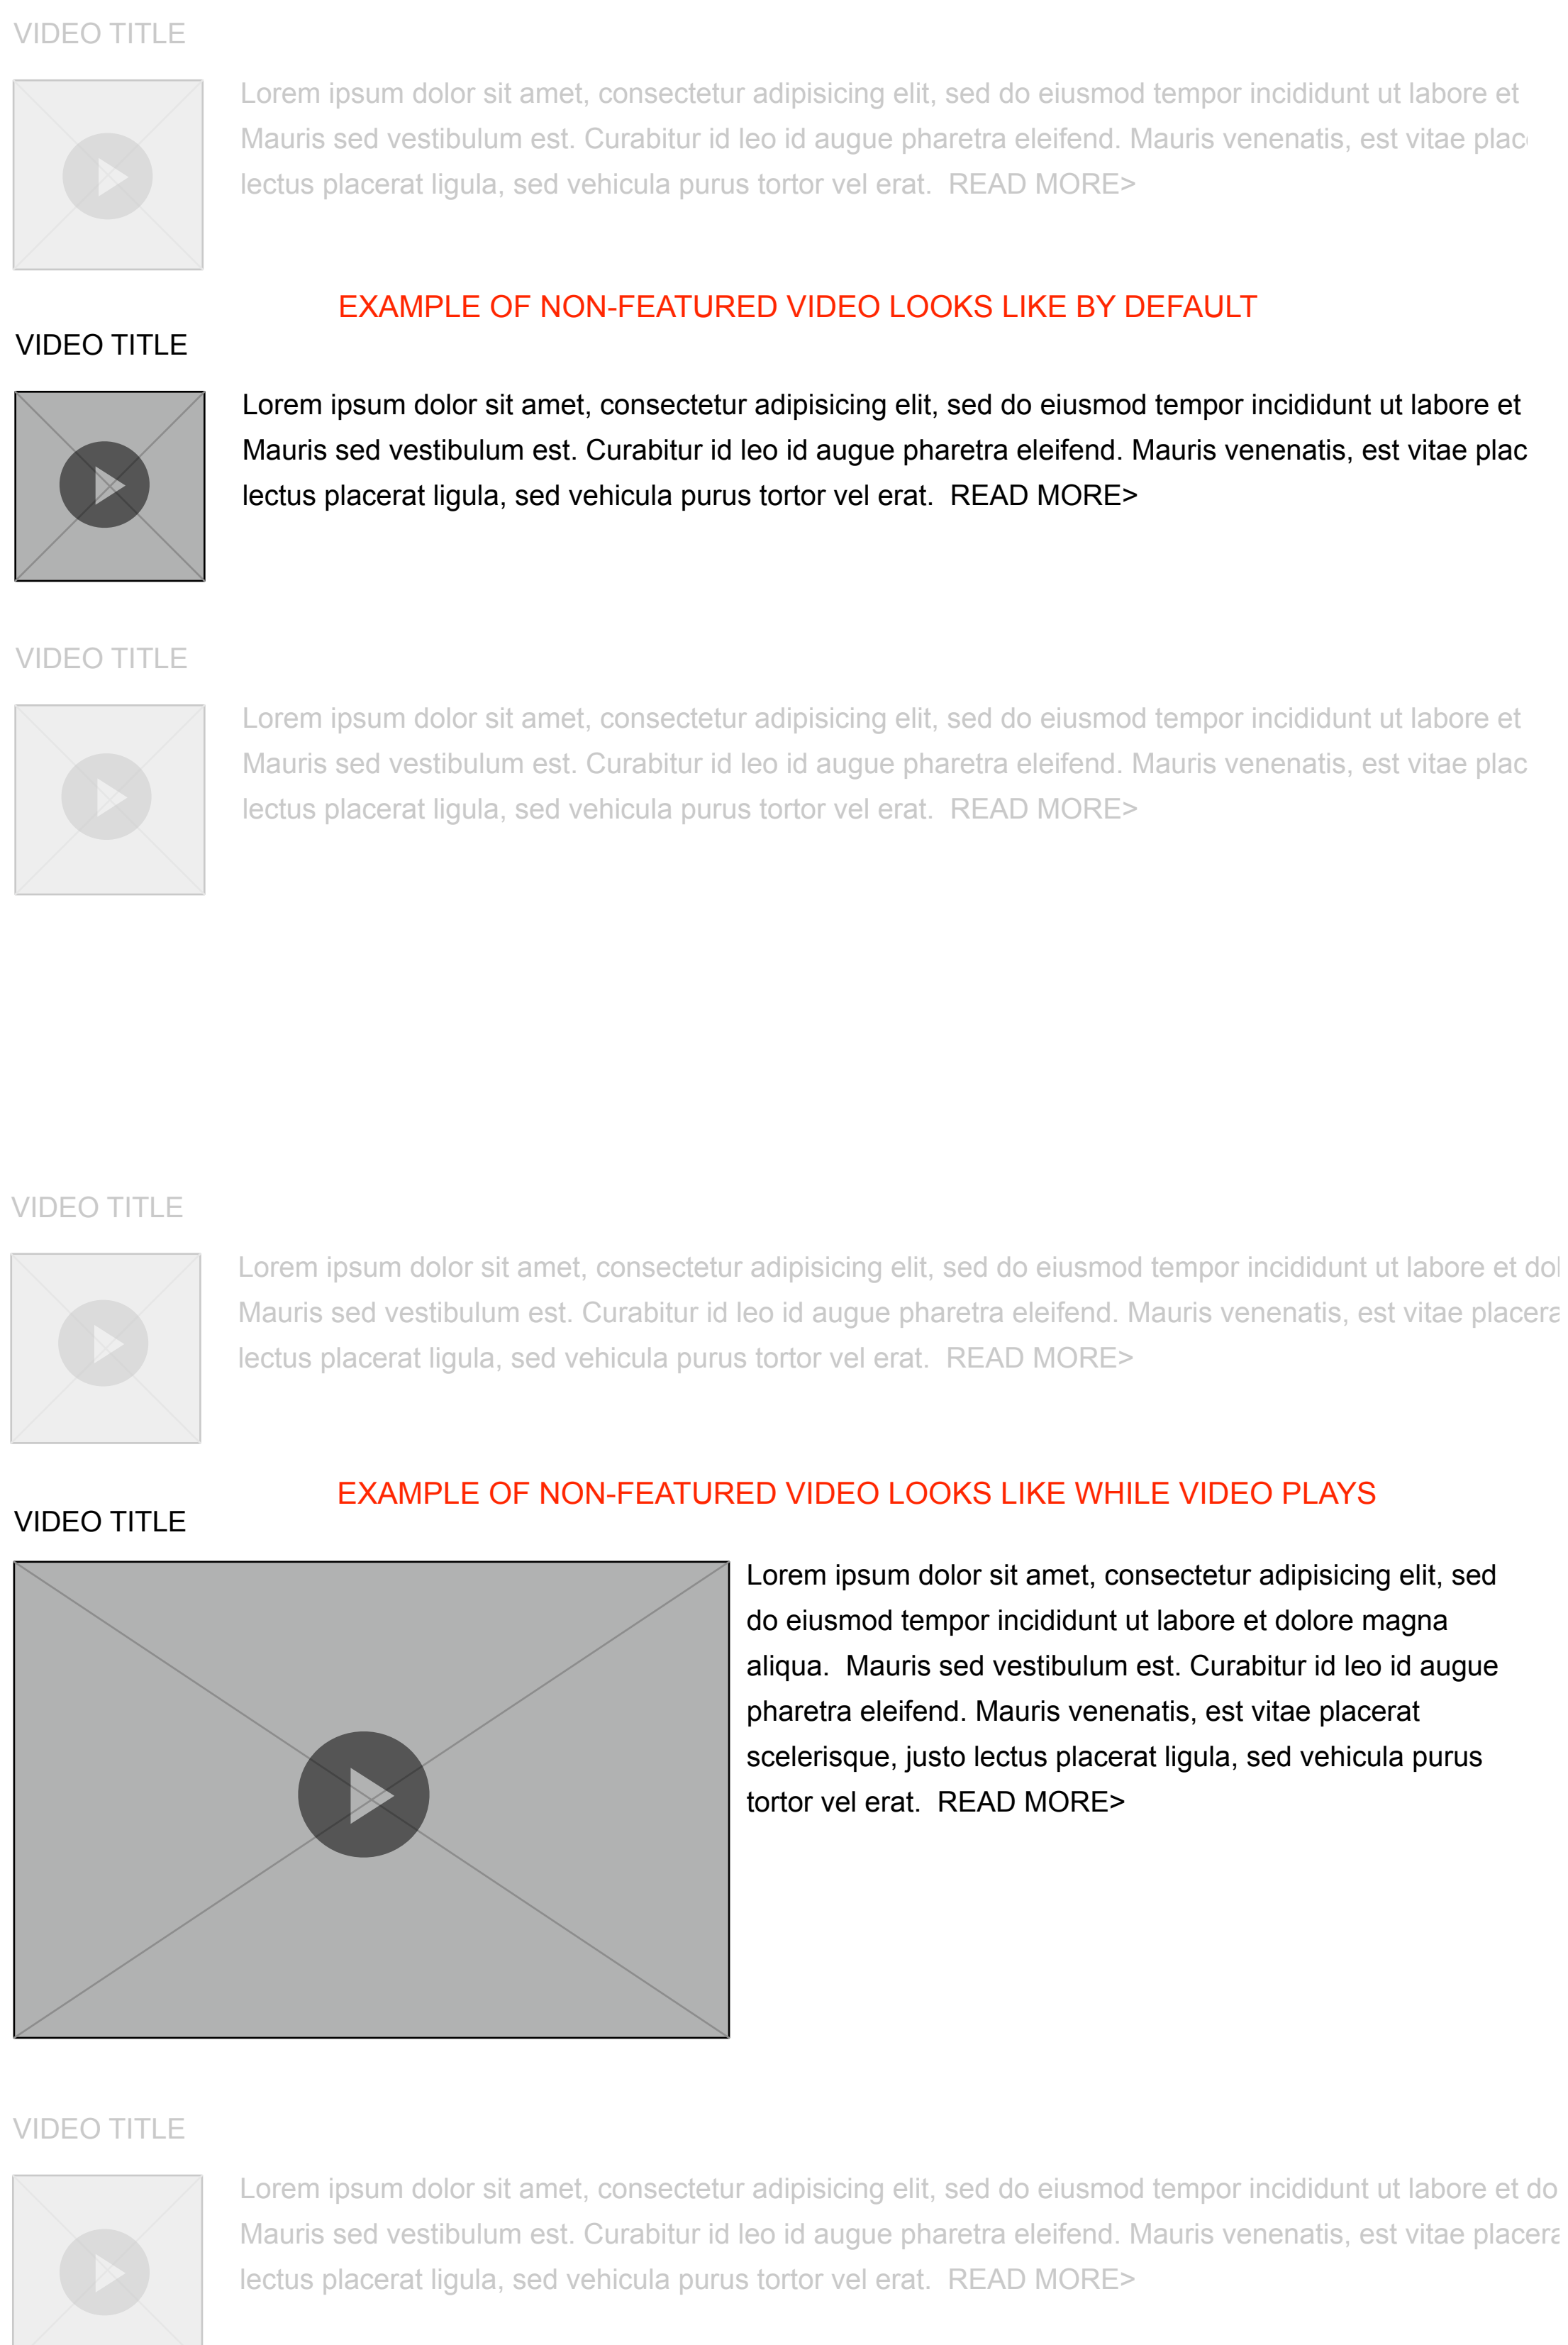 VIDEO TITLE
Lorem ipsum dolor sit amet, consectetur adipisicing elit, sed do eiusmod tempor incididunt ut labore et
Mauris sed vestibulum est. Curabitur id leo id augue pharetra eleifend. Mauris venenatis, est vitae plac
lectus placerat ligula, sed vehicula purus tortor vel erat.  READ MORE>
EXAMPLE OF NON-FEATURED VIDEO LOOKS LIKE BY DEFAULT
VIDEO TITLE
Lorem ipsum dolor sit amet, consectetur adipisicing elit, sed do eiusmod tempor incididunt ut labore et
Mauris sed vestibulum est. Curabitur id leo id augue pharetra eleifend. Mauris venenatis, est vitae plac
lectus placerat ligula, sed vehicula purus tortor vel erat.  READ MORE>
VIDEO TITLE
Lorem ipsum dolor sit amet, consectetur adipisicing elit, sed do eiusmod tempor incididunt ut labore et
Mauris sed vestibulum est. Curabitur id leo id augue pharetra eleifend. Mauris venenatis, est vitae plac
lectus placerat ligula, sed vehicula purus tortor vel erat.  READ MORE>
VIDEO TITLE
Lorem ipsum dolor sit amet, consectetur adipisicing elit, sed do eiusmod tempor incididunt ut labore et dol
Mauris sed vestibulum est. Curabitur id leo id augue pharetra eleifend. Mauris venenatis, est vitae placera
lectus placerat ligula, sed vehicula purus tortor vel erat.  READ MORE>
EXAMPLE OF NON-FEATURED VIDEO LOOKS LIKE WHILE VIDEO PLAYS
VIDEO TITLE
Lorem ipsum dolor sit amet, consectetur adipisicing elit, sed
do eiusmod tempor incididunt ut labore et dolore magna
aliqua.  Mauris sed vestibulum est. Curabitur id leo id augue
pharetra eleifend. Mauris venenatis, est vitae placerat
scelerisque, justo lectus placerat ligula, sed vehicula purus
tortor vel erat.  READ MORE>
VIDEO TITLE
Lorem ipsum dolor sit amet, consectetur adipisicing elit, sed do eiusmod tempor incididunt ut labore et do
Mauris sed vestibulum est. Curabitur id leo id augue pharetra eleifend. Mauris venenatis, est vitae placera
lectus placerat ligula, sed vehicula purus tortor vel erat.  READ MORE>